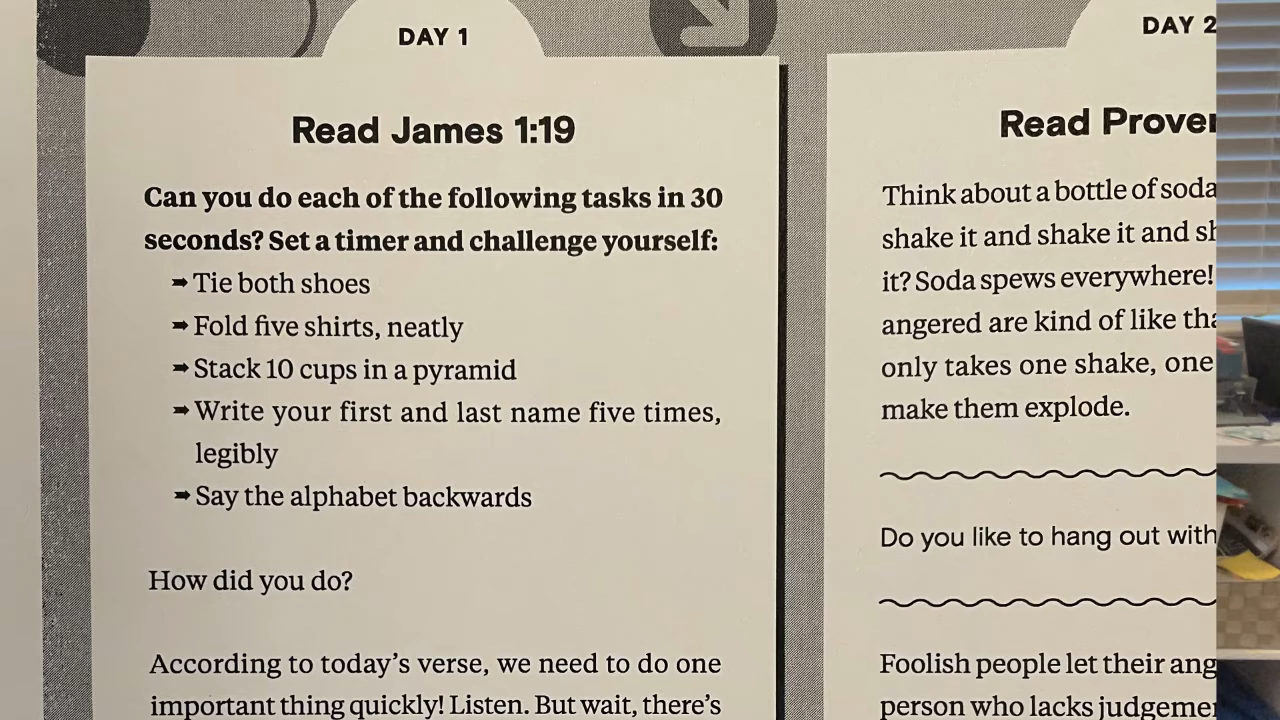 DAY 1
Read James 1:19
Can you do each of the following tasks in 30
seconds? Set a timer and challenge yourself:
➡ Tie both shoes
➡ Fold five shirts, neatly
➡ Stack 10 cups in a pyramid
➡ Write your first and last name five times,
legibly
➡ Say the alphabet backwards
How did you do?
According to today's verse, we need to do one
important thing quickly! Listen. But wait, there's
DAY 2
Read
Think about a bottle of soda
shake it and shake it and
it? Soda spews everywhere!
angered are kind of like
only takes one shake, one
make them explode.
Do you like to hang out with
Foolish people let their
person who lacks